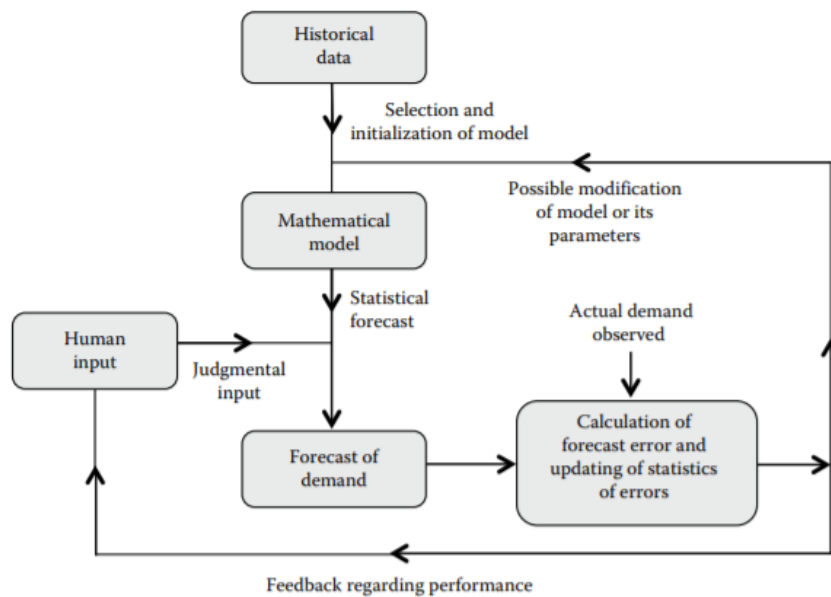 Historical
data
Selection and
initialization of model
Possible modification
of model or its
parameters
Mathematical
model
Statistical
forecast
Actual demand
observed
Human
input
Judgmental
input
Calculation of
forecast error and
updating of statistics
of errors
Forecast of
demand
Feedback regarding performance